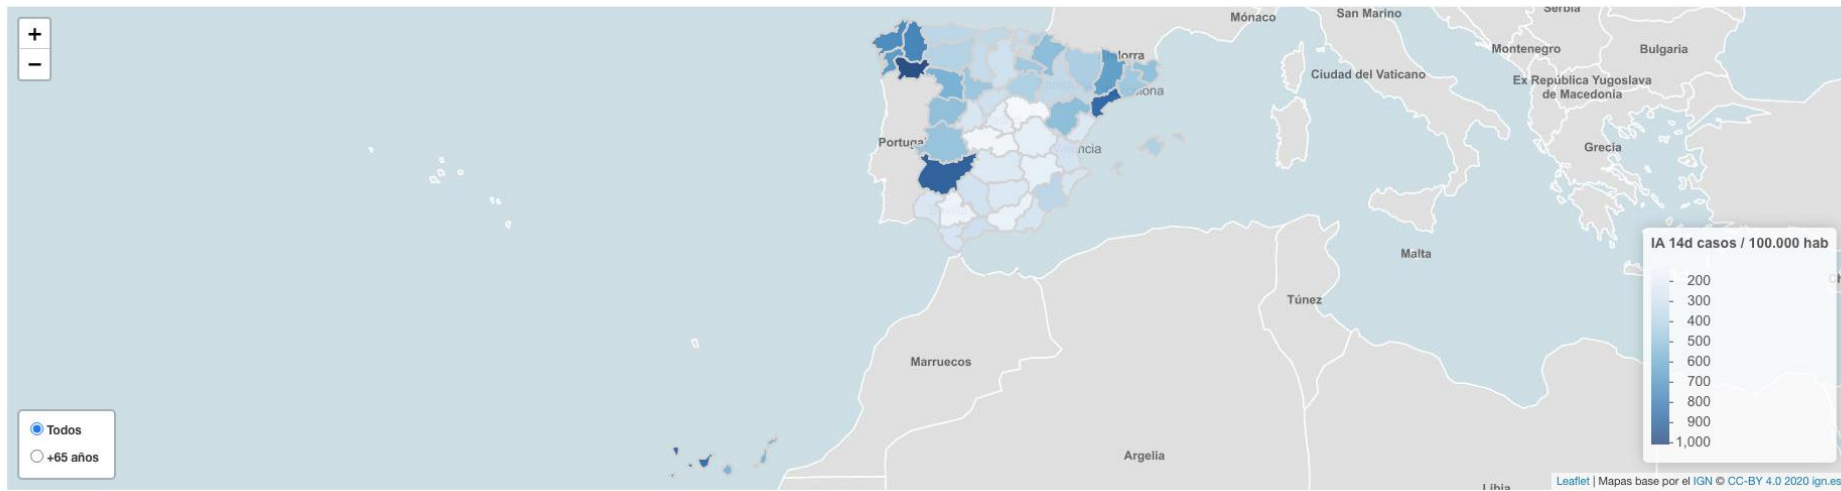 +
−
Mónaco
San Marino
Serbia
Montenegro
Bulgaria
Ciudad del Vaticano
Ex República Yugoslava
de Macedonia
Portuga
ncia
Grecia
Malta
Túnez
Marruecos
Argelia
Libia
IA 14d casos / 100.000 hab
200
300
400
500
600
700
800
900
1,000
Todos
+65 años
Leaflet | Mapas base por el IGN © CC-BY 4.0 2020 ign.es